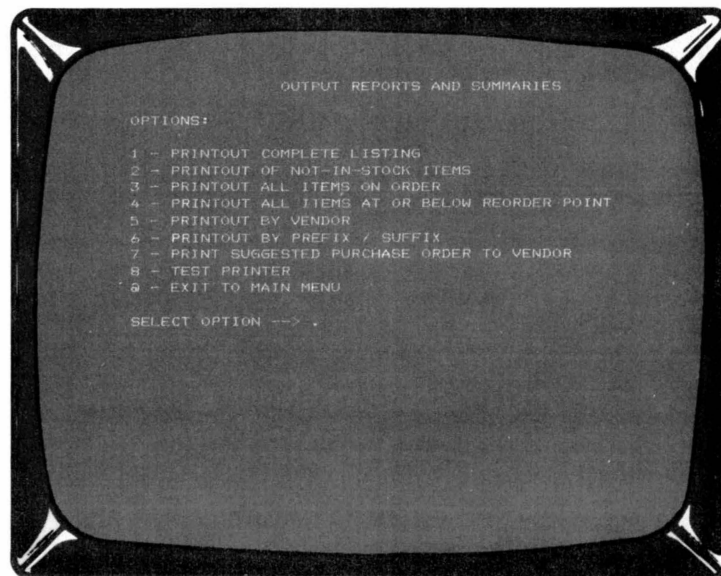 OUTPUT REPORTS AND SUMMARIES
OPTIONS:
1 - PRINTOUT COMPLETE LISTING
2 - PRINTOUT OF NOT-IN-STOCK ITEMS
3 - PRINTOUT ALL ITEMS ON ORDER
4 - PRINTOUT ALL ITEMS AT OR BELOW REORDER POINT
5 - PRINTOUT BY VENDOR
6 - PRINTOUT BY PREFIX / SUFFIX
7 - PRINT SUGGESTED PURCHASE ORDER TO VENDOR
8 - TEST PRINTER
@ - EXIT TO MAIN MENU
SELECT OPTION --> .